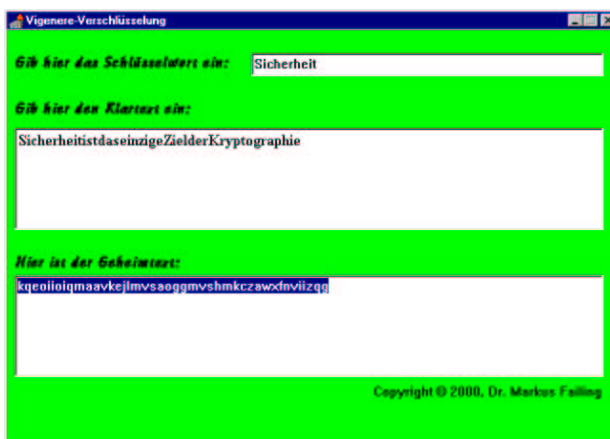 Vigenere-Verschlüsselung
Gib hier das Schlüsselwort ein: Sicherheit
Gib hier den Klartext ein:
SicherheitistdaseinzigeZielderKryptographie
Hier ist der Geheimtext:
kqeoiioiqmaavkejlmvsaoggmvshmkczawxfnviizqg
Copyright © 2000, Dr. Markus Failing